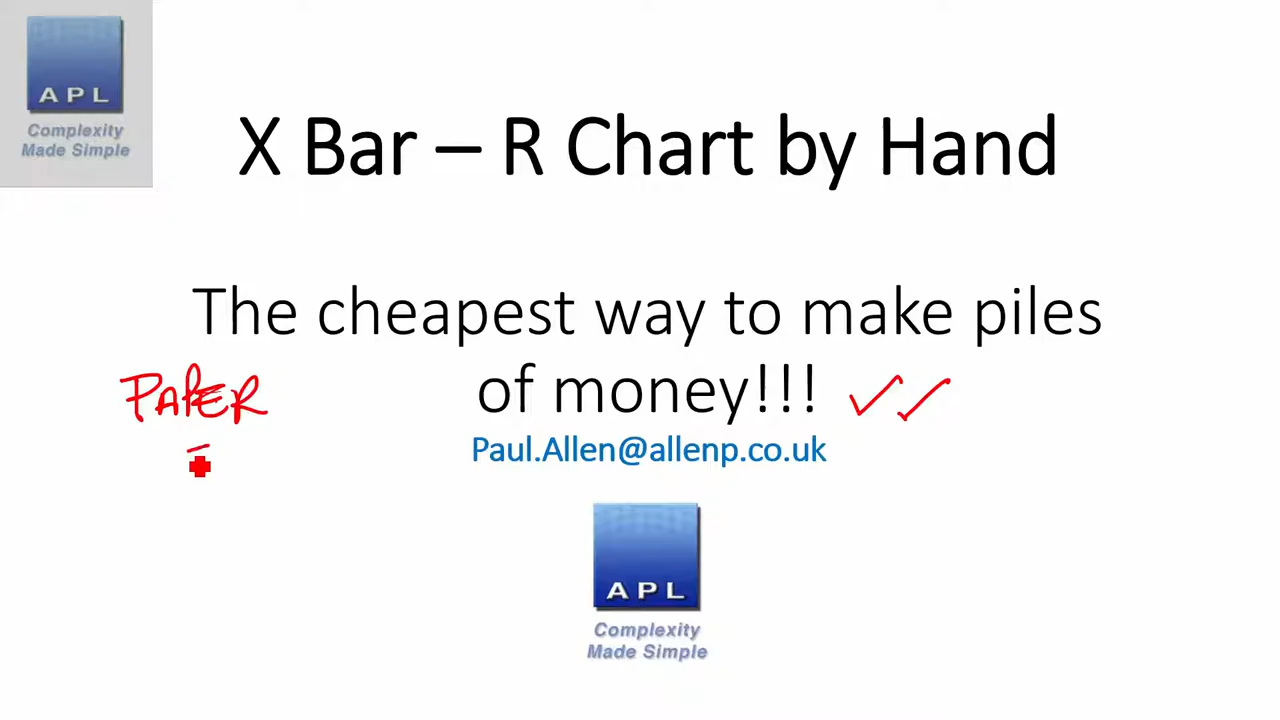 APL
Complexity
Made Simple
X Bar – R Chart by Hand
The cheapest way to make piles
of money!!!
PAPER
Paul.Allen@allenp.co.uk
APL
Complexity
Made Simple